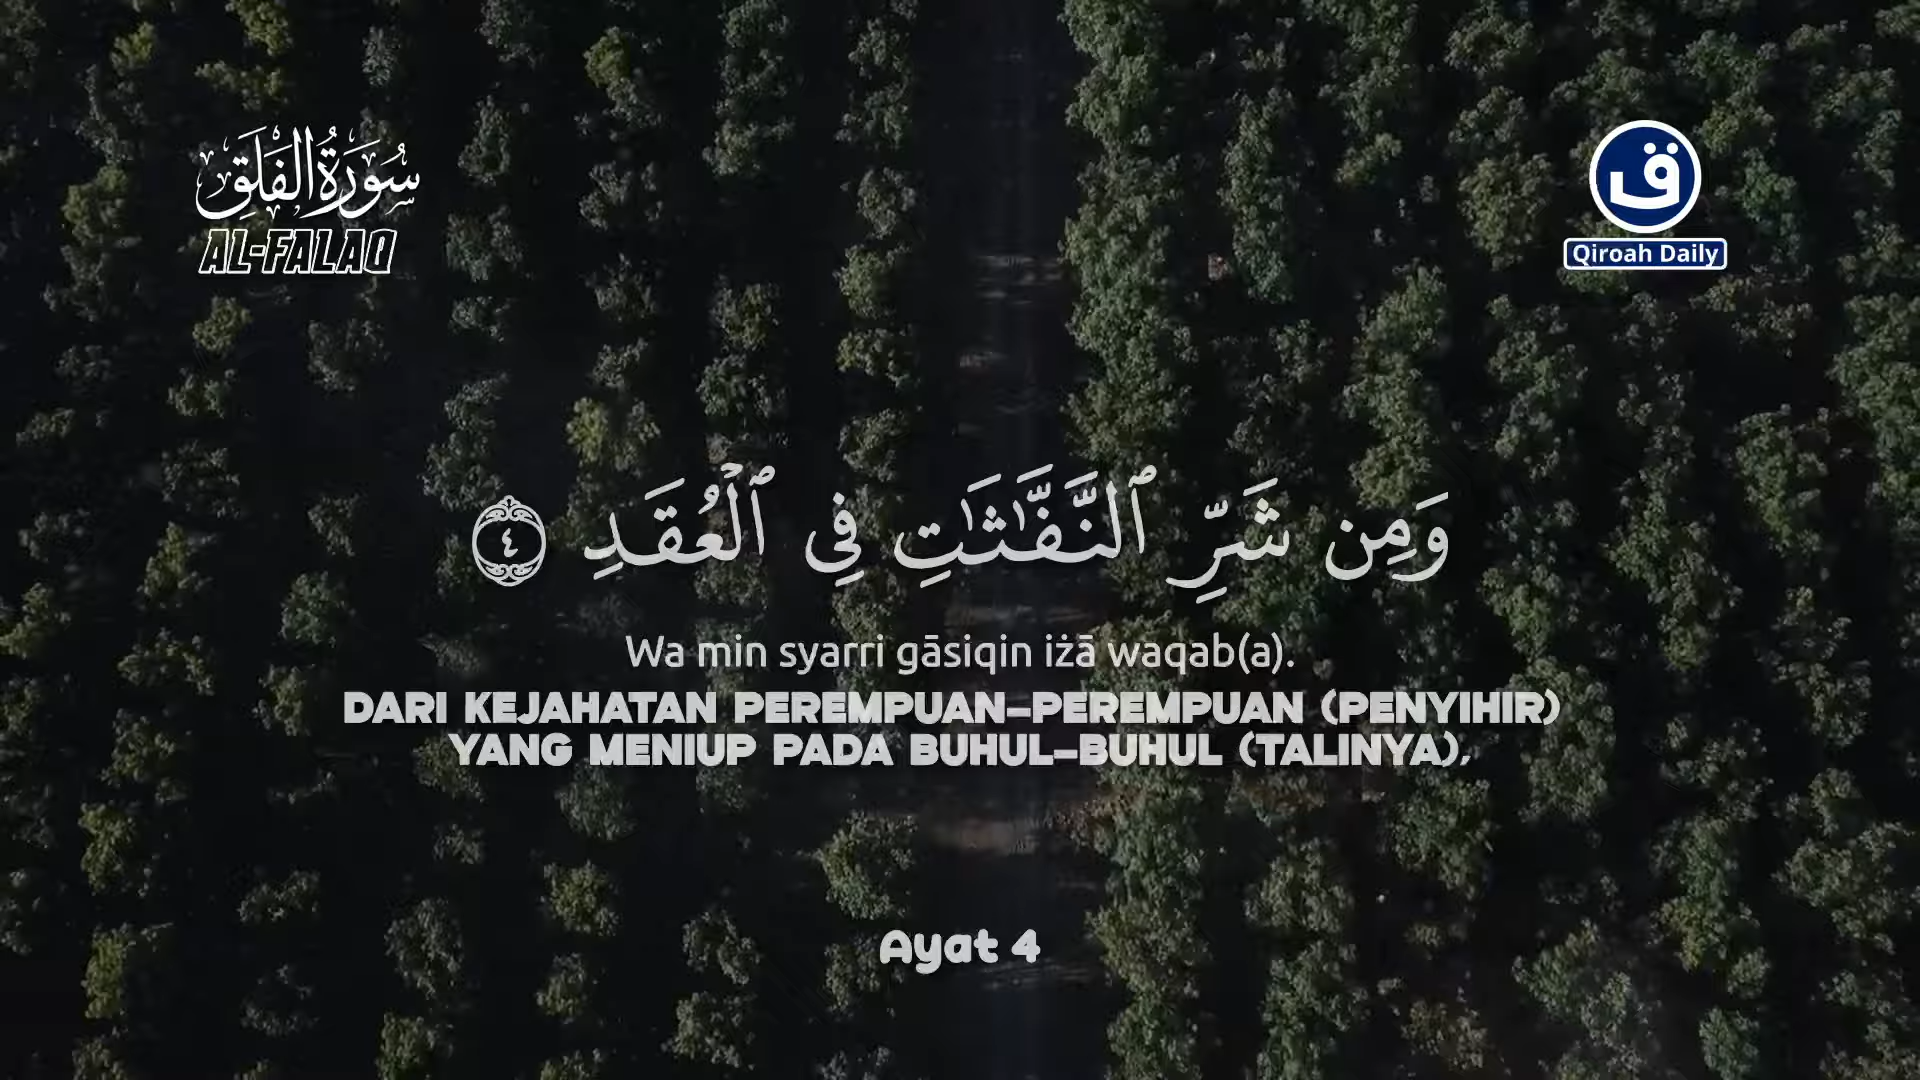 سُورَةُ الفَلَقِ
AL-FALAQ
ق
Qiroah Daily
وَمِن شَرِّ ٱلنَّفَّـٰثَـٰتِ فِى ٱلْعُقَدِ ٤
Wa min syarri gāsiqin iżā waqab(a).
DARI KEJAHATAN PEREMPUAN-PEREMPUAN (PENYIHIR)
YANG MENIUP PADA BUHUL-BUHUL (TALINYA),
Ayat 4